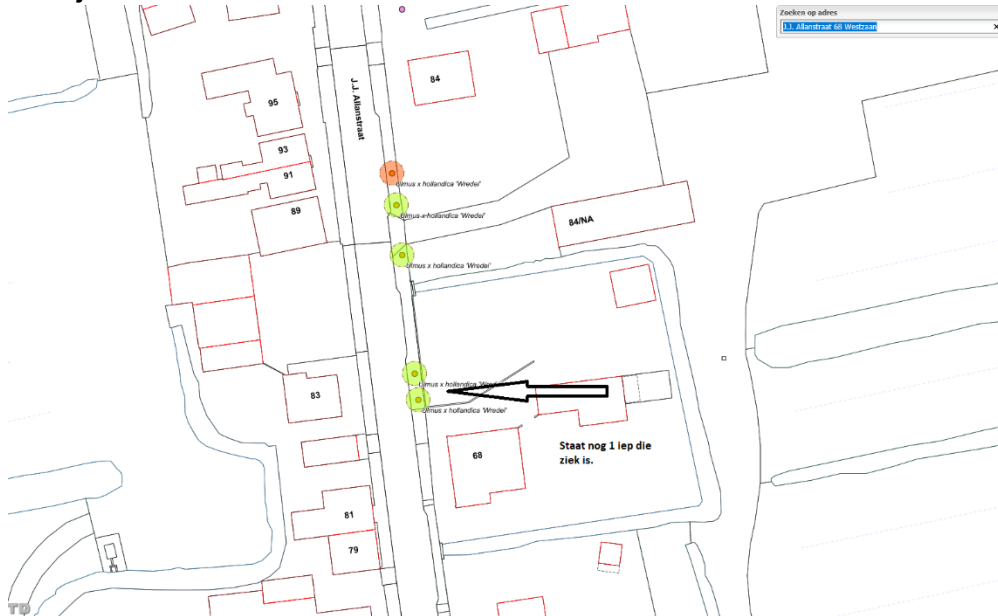 Zoeken op adres
J.J. Allanstraat 68 Westzaan
x
84
J.J. Allanstraat
95
93
91
89
Ulmus x hollandica 'Wredei'
Ulmus x hollandica 'Wredei'
84/NA
Ulmus x hollandica 'Wredei'
Ulmus x hollandica
Ulmus x hollandica 'Wredei'
83
68
Staat nog 1 iep die
ziek is.
81
79
TD